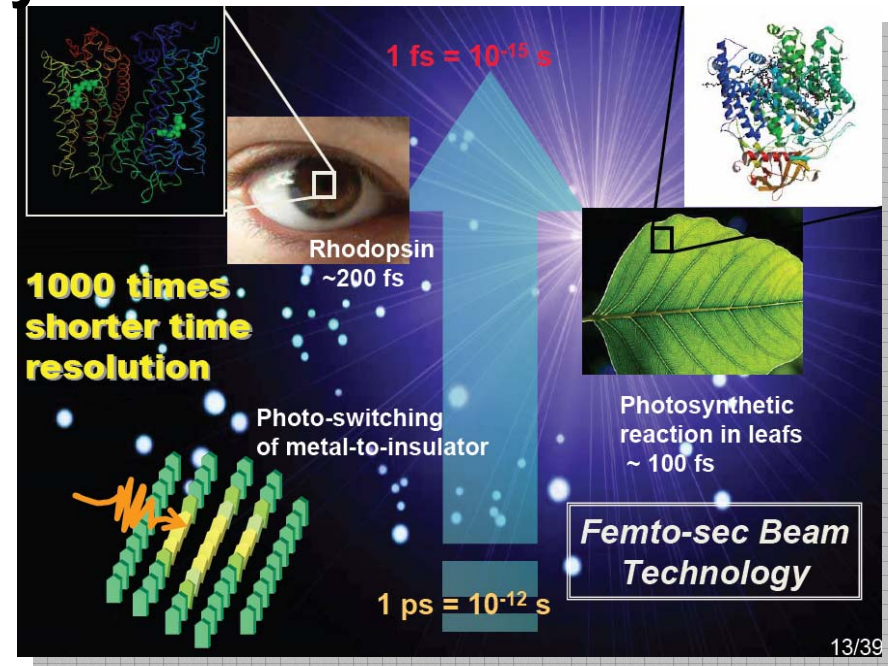 1 fs = 10⁻¹⁵ s
Rhodopsin
~200 fs
1000 times
shorter time
resolution
Photo-switching
of metal-to-insulator
Photosynthetic
reaction in leafs
~ 100 fs
Femto-sec Beam
Technology
1 ps = 10⁻¹² s
13/39